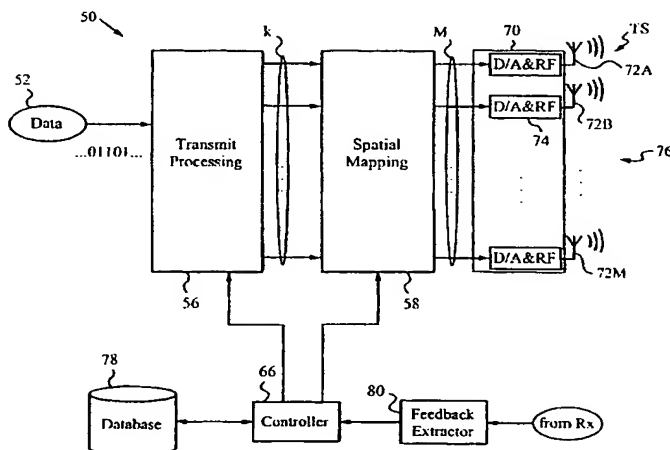 50
k
M
70
TS
D/A&RF
72A
52
Data
Transmit
Processing
Spatial
Mapping
D/A&RF
72B
74
...01101...
76
D/A&RF
72M
56
58
78
66
80
Database
Controller
Feedback
Extractor
from Rx